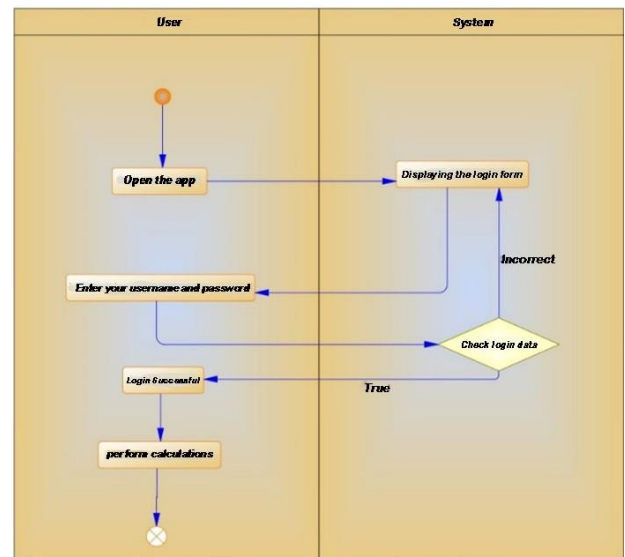 User
System
Open the app
Displaying the login form
Incorrect
Enter your username and password
Check login data
Login Successful
True
perform calculations